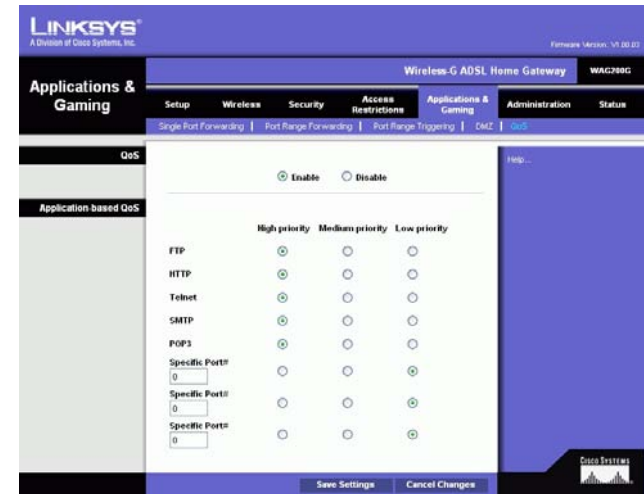 LINKSYS®
A Division of Cisco Systems, Inc.
Firmware Version: V1.00.03
Wireless-G ADSL Home Gateway WAG200G
Applications & Gaming
Setup Wireless Security Access Restrictions Applications & Gaming Administration Status
Single Port Forwarding | Port Range Forwarding | Port Range Triggering | DMZ | QoS
QoS
Enable Disable
Help...
Application-based QoS
High priority Medium priority Low priority
FTP
HTTP
Telnet
SMTP
POP3
Specific Port#
0
Specific Port#
0
Specific Port#
0
Save Settings Cancel Changes
CISCO SYSTEMS